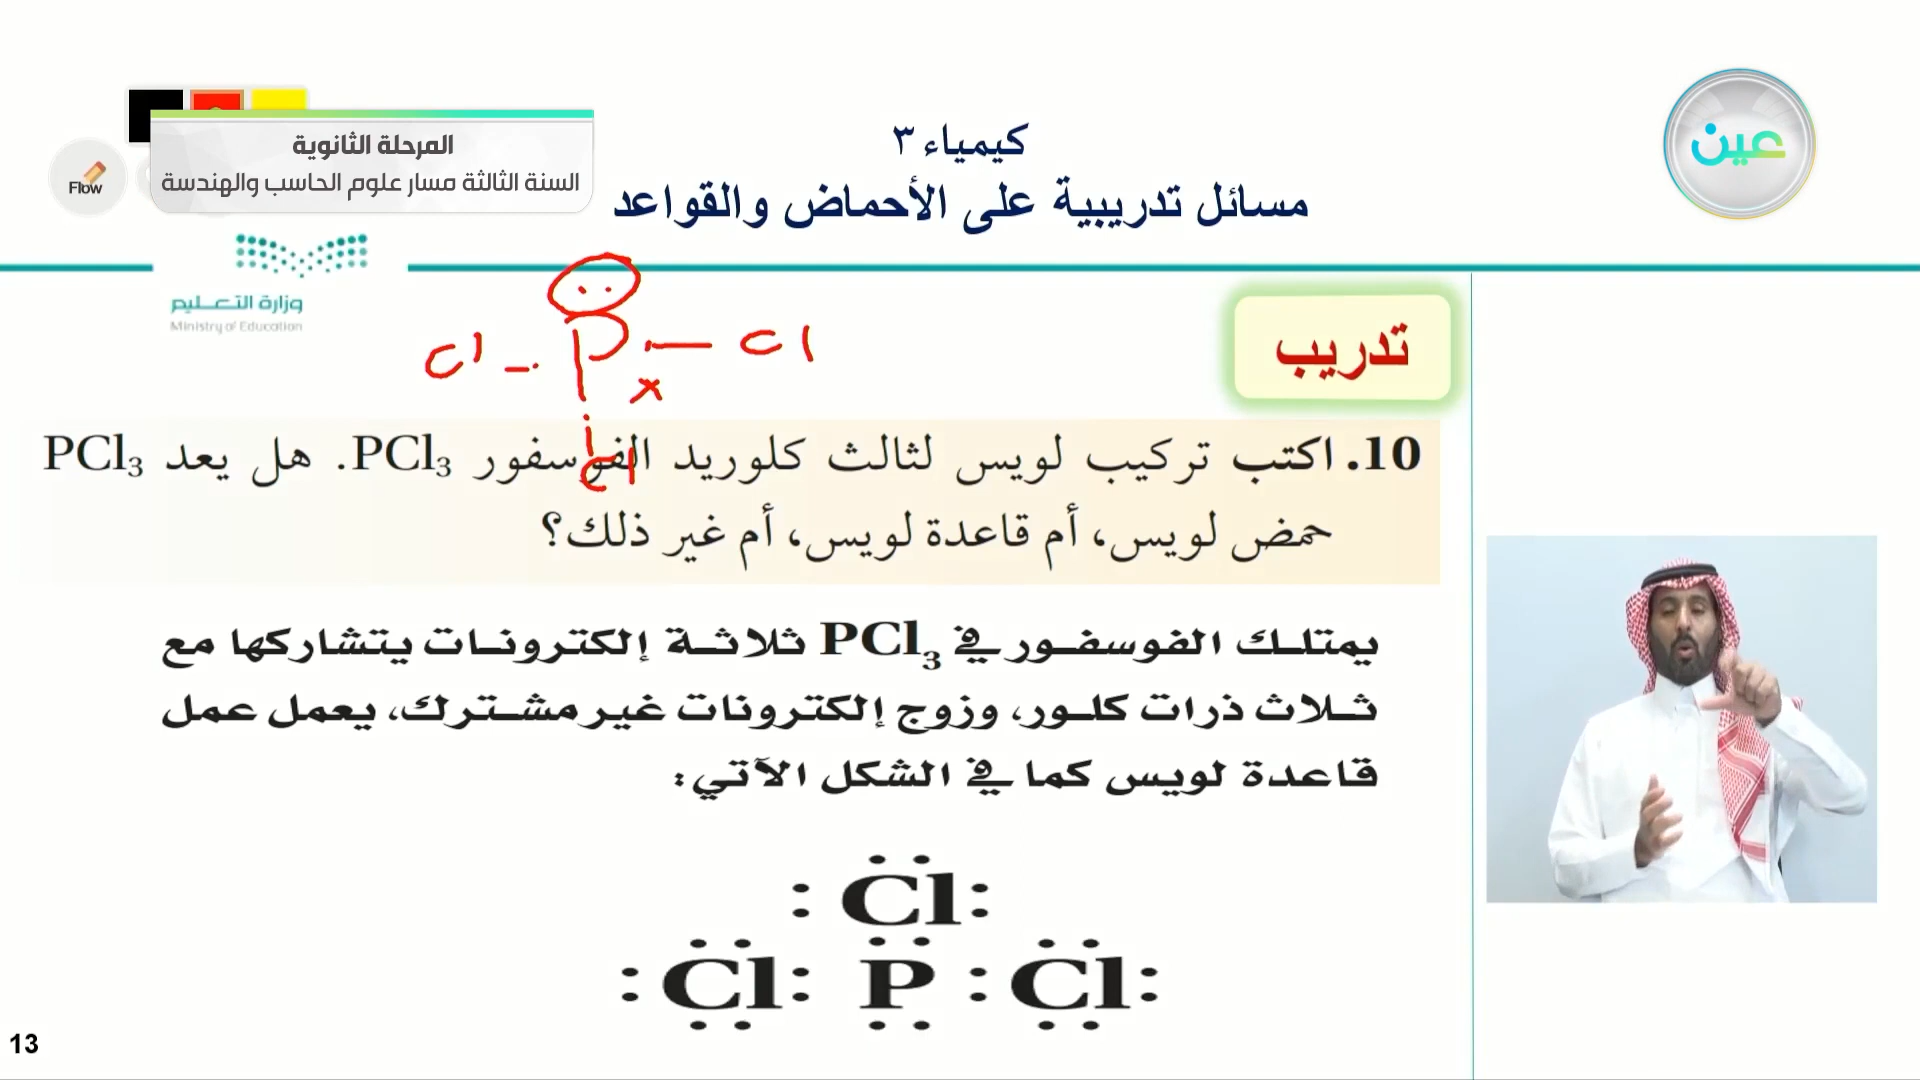 المرحلة الثانوية
السنة الثالثة مسار علوم الحاسب والهندسة
Flow
كيمياء ٣
مسائل تدريبية على الأحماض والقواعد
عين
وزارة التعليم
Ministry of Education
تدريب
..
Cl - P - Cl
x
Cl
10. اكتب تركيب لويس لثالث كلوريد الفوسفور PCl₃. هل يعد PCl₃
حمض لويس، أم قاعدة لويس، أم غير ذلك؟
يمتلك الفوسفور في PCl₃ ثلاثة إلكترونات يتشاركها مع
ثلاث ذرات كلور، وزوج إلكترونات غير مشترك، يعمل عمل
قاعدة لويس كما في الشكل الآتي:
: Cl :
: Cl : P : Cl :
13